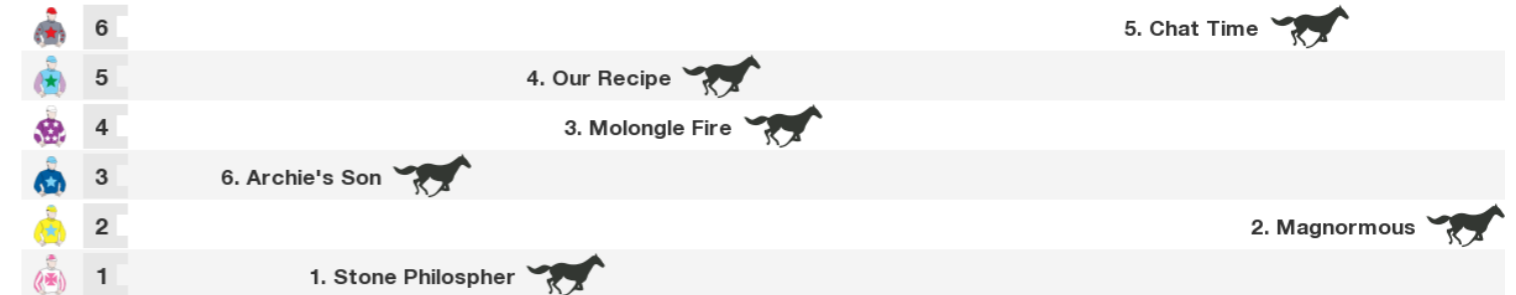 6 5. Chat Time
5 4. Our Recipe
4 3. Molongle Fire
3 6. Archie's Son
2 2. Magnormous
1 1. Stone Philospher